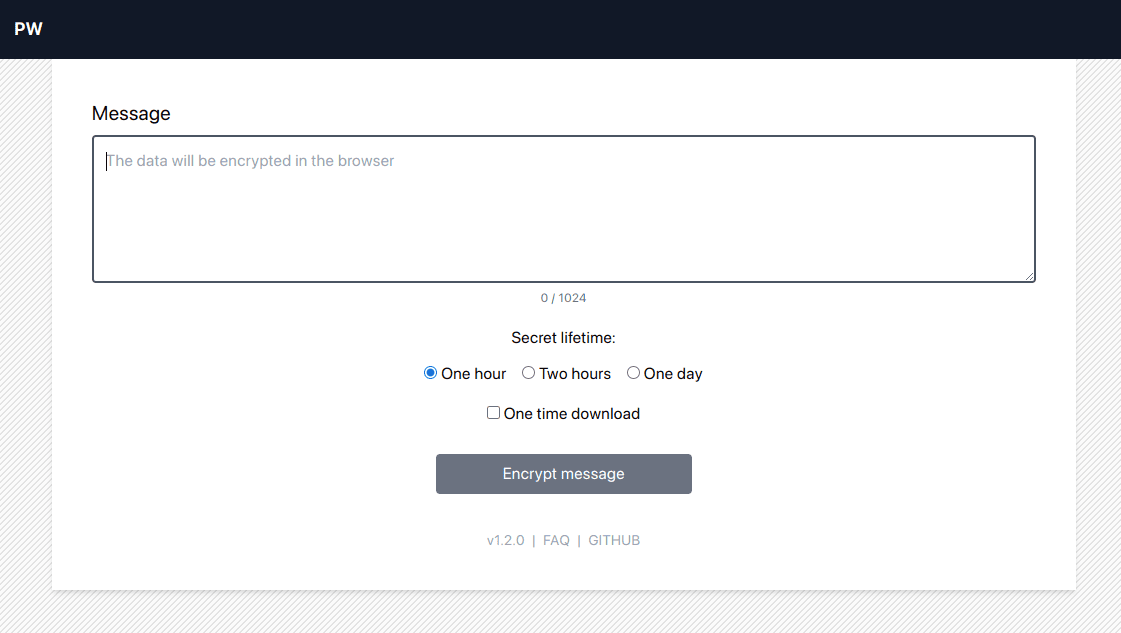 PW
Message
The data will be encrypted in the browser
0 / 1024
Secret lifetime:
One hour Two hours One day
One time download
Encrypt message
v1.2.0 | FAQ | GITHUB